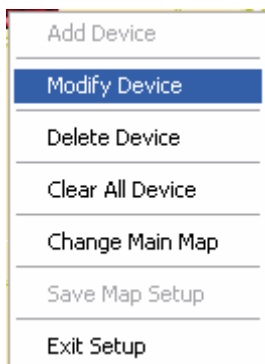 Add Device
Modify Device
Delete Device
Clear All Device
Change Main Map
Save Map Setup
Exit Setup